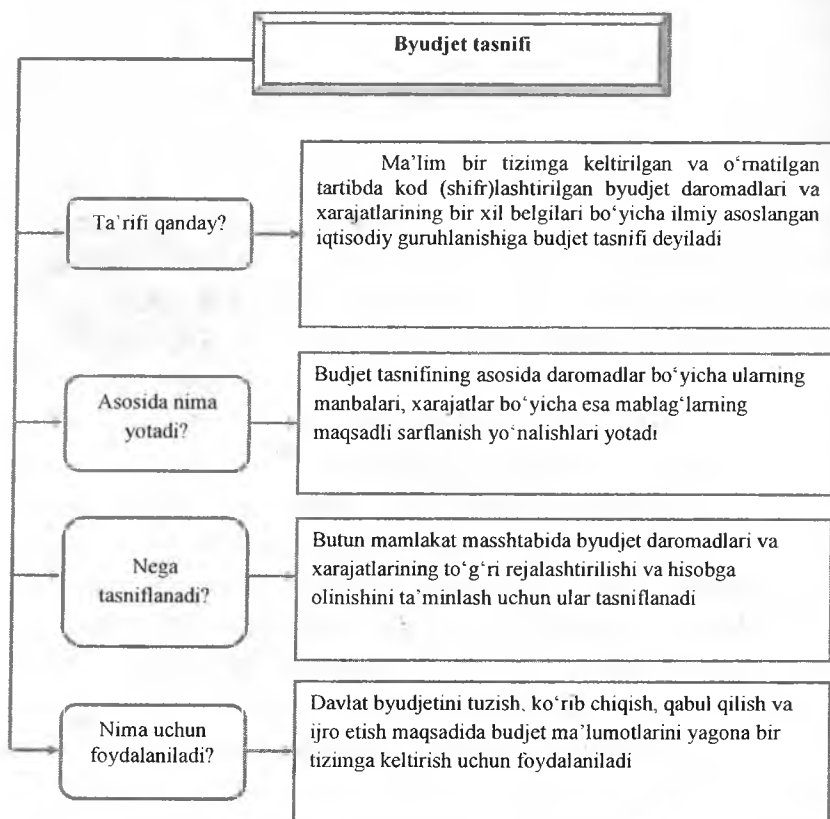 Byudjet tasnifi
Ta’rifi qanday?
Ma’lim bir tizimga keltirilgan va o‘rnatilgan
tartibda kod (shifr)lashtirilgan byudjet daromadlari va
xarajatlarining bir xil belgilari bo‘yicha ilmiy asoslangan
iqtisodiy guruhlanishiga budjet tasnifi deyiladi
Asosida nima
yotadi?
Budjet tasnifining asosida daromadlar bo‘yicha ularning
manbalari, xarajatlar bo‘yicha esa mablag‘larning
maqsadli sarflanish yo‘nalishlari yotadi
Nega
tasniflanadi?
Butun mamlakat masshtabida byudjet daromadlari va
xarajatlarining to‘g‘ri rejalashtirilishi va hisobga
olinishini ta’minlash uchun ular tasniflanadi
Nima uchun
foydalaniladi?
Davlat byudjetini tuzish, ko‘rib chiqish, qabul qilish va
ijro etish maqsadida budjet ma’lumotlarini yagona bir
tizimga keltirish uchun foydalaniladi